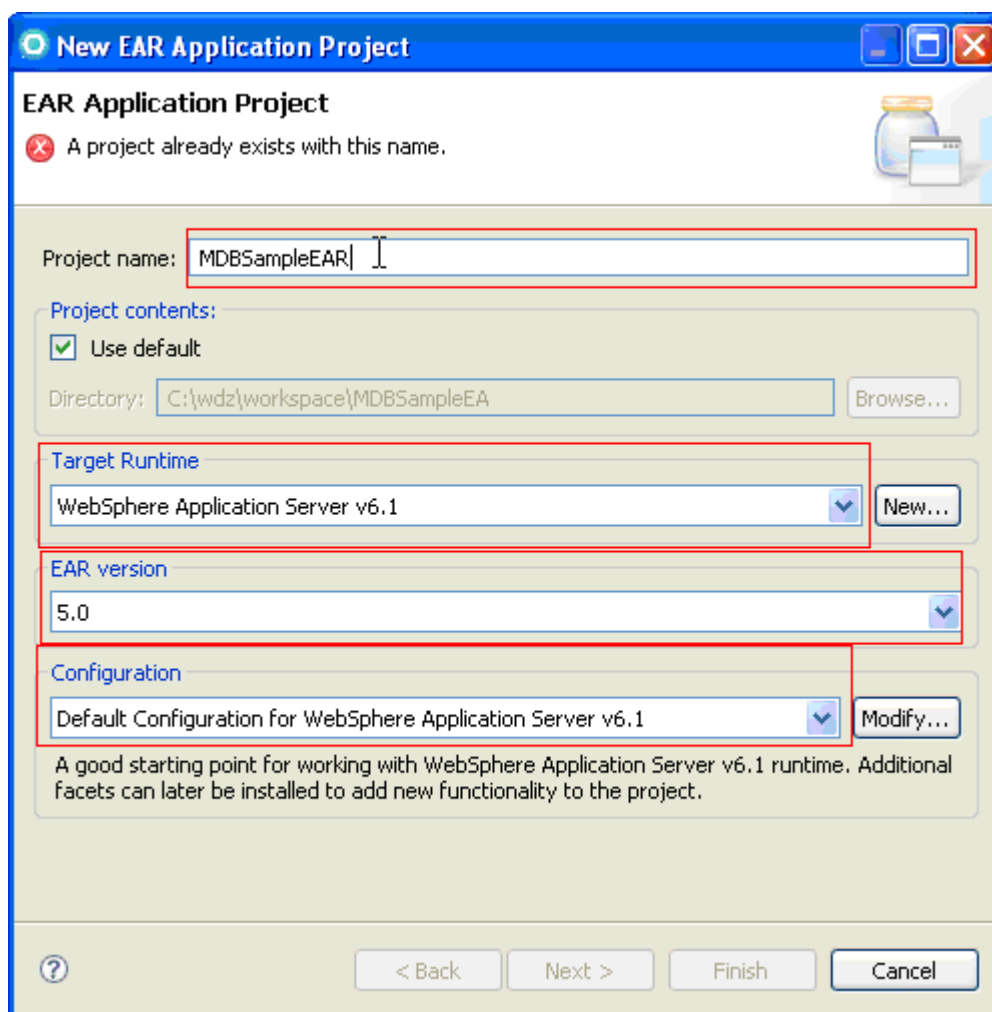 New EAR Application Project
EAR Application Project
A project already exists with this name.
Project name: MDBSampleEAR
Project contents:
Use default
Directory: C:\wdz\workspace\MDBSampleEA Browse...
Target Runtime
WebSphere Application Server v6.1 New...
EAR version
5.0
Configuration
Default Configuration for WebSphere Application Server v6.1 Modify...
A good starting point for working with WebSphere Application Server v6.1 runtime. Additional
facets can later be installed to add new functionality to the project.
? < Back Next > Finish Cancel